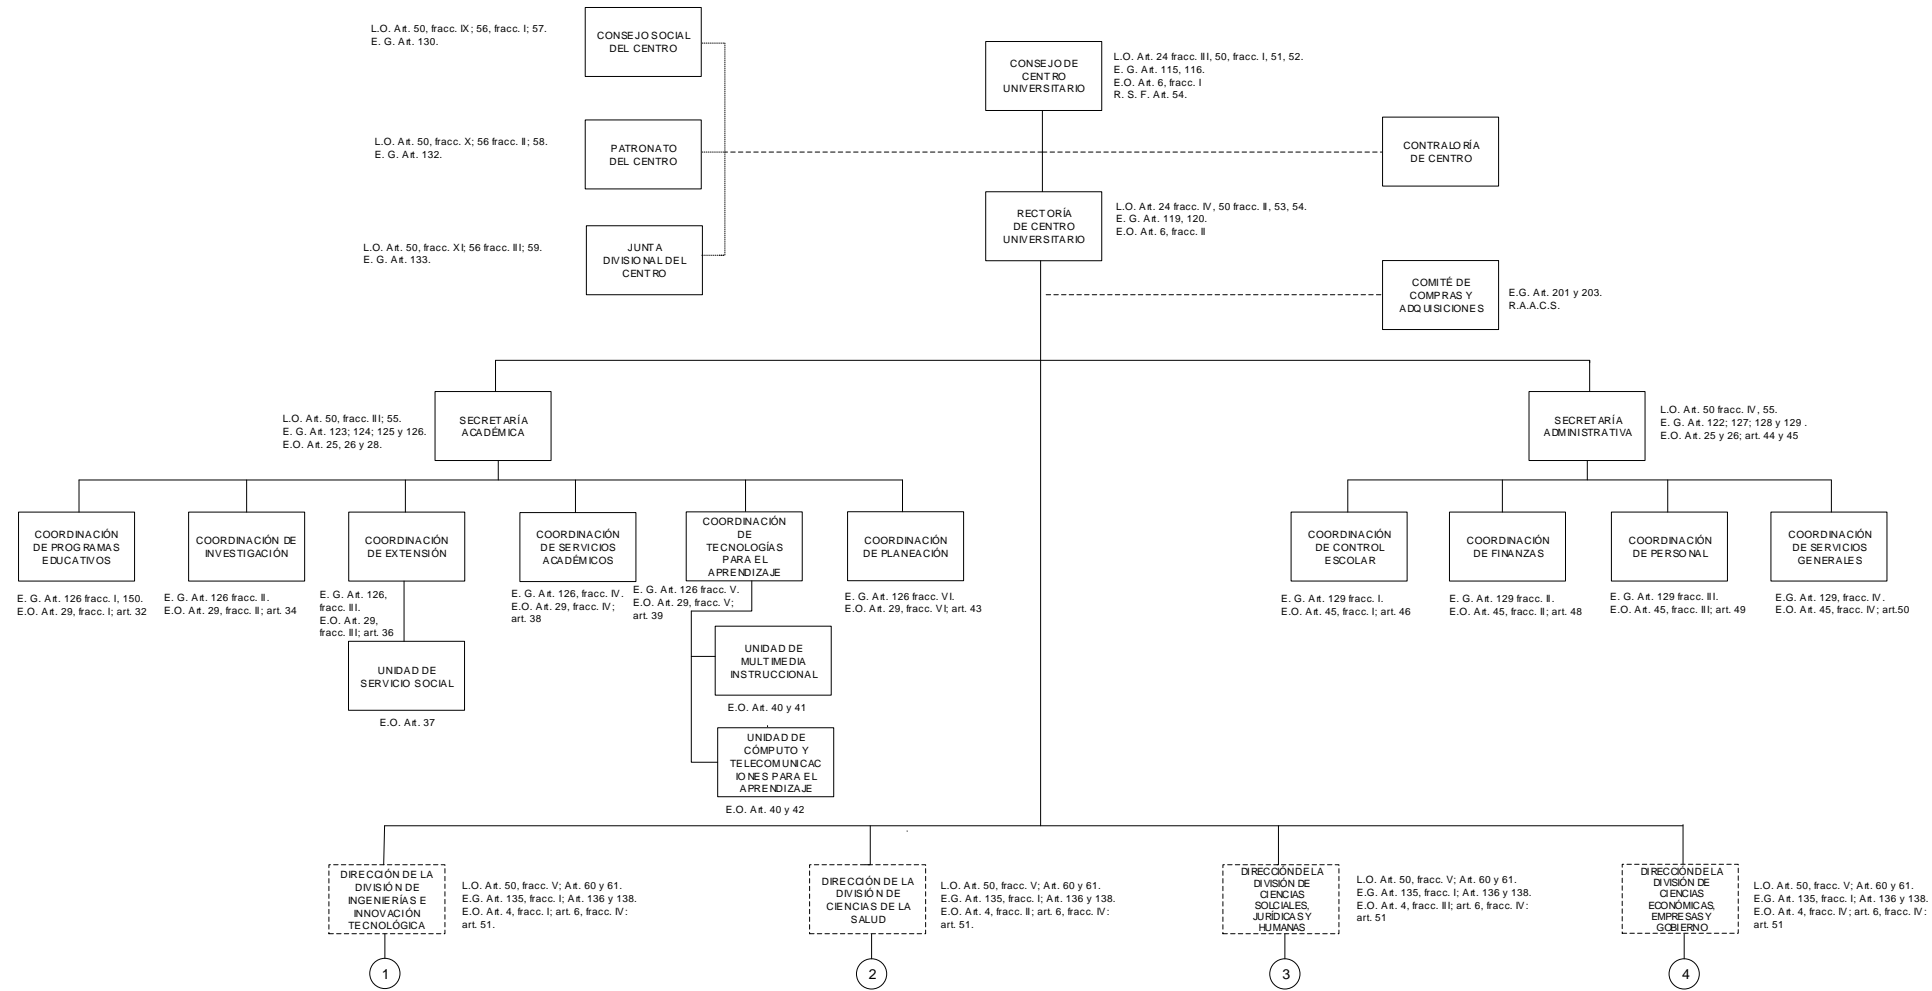 L.O. Art. 50, fracc. IX; 56, fracc. I; 57.
E. G. Art. 130.
CONSEJO SOCIAL
DEL CENTRO
CONSEJO DE
CENTRO
UNIVERSITARIO
L.O. Art. 24 fracc. III, 50, fracc. I, 51, 52.
E. G. Art. 115, 116.
E.O. Art. 6, fracc. I
R. S. F. Art. 54.
L.O. Art. 50, fracc. X; 56 fracc. II; 58.
E. G. Art. 132.
PATRONATO
DEL CENTRO
CONTRALORÍA
DE CENTRO
RECTORÍA
DE CENTRO
UNIVERSITARIO
L.O. Art. 24 fracc. IV, 50 fracc. II, 53, 54.
E. G. Art. 119, 120.
E.O. Art. 6, fracc. II
L.O. Art. 50, fracc. XI; 56 fracc. III; 59.
E. G. Art. 133.
JUNTA
DIVISIONAL DEL
CENTRO
COMITÉ DE
COMPRAS Y
ADQUISICIONES
E.G. Art. 201 y 203.
R.A.A.C.S.
L.O. Art. 50, fracc. III; 55.
E. G. Art. 123; 124; 125 y 126.
E.O. Art. 25, 26 y 28.
SECRETARÍA
ACADÉMICA
SECRETARÍA
ADMINISTRATIVA
L.O. Art. 50 fracc. IV, 55.
E. G. Art. 122; 127; 128 y 129 .
E.O. Art. 25 y 26; art. 44 y 45
COORDINACIÓN
DE PROGRAMAS
EDUCATIVOS
E. G. Art. 126 fracc. I, 150.
E.O. Art. 29, fracc. I; art. 32
COORDINACIÓN DE
INVESTIGACIÓN
E. G. Art. 126 fracc. II.
E.O. Art. 29, fracc. II; art. 34
COORDINACIÓN
DE EXTENSIÓN
E. G. Art. 126,
fracc. III.
E.O. Art. 29,
fracc. III; art. 36
COORDINACIÓN
DE SERVICIOS
ACADÉMICOS
E. G. Art. 126, fracc. IV.
E.O. Art. 29, fracc. IV;
art. 38
COORDINACIÓN
DE
TECNOLOGÍAS
PARA EL
APRENDIZAJE
E. G. Art. 126 fracc. V.
E.O. Art. 29, fracc. V;
art. 39
COORDINACIÓN
DE PLANEACIÓN
E. G. Art. 126 fracc. VI.
E.O. Art. 29, fracc. VI; art. 43
COORDINACIÓN
DE CONTROL
ESCOLAR
E. G. Art. 129 fracc. I.
E.O. Art. 45, fracc. I; art. 46
COORDINACIÓN
DE FINANZAS
E. G. Art. 129 fracc. II.
E.O. Art. 45, fracc. II; art. 48
COORDINACIÓN
DE PERSONAL
E. G. Art. 129 fracc. III.
E.O. Art. 45, fracc. III; art. 49
COORDINACIÓN
DE SERVICIOS
GENERALES
E.G. Art. 129, fracc. IV.
E.O. Art. 45, fracc. IV; art.50
UNIDAD DE
SERVICIO SOCIAL
E.O. Art. 37
UNIDAD DE
MULTIMEDIA
INSTRUCCIONAL
E.O. Art. 40 y 41
UNIDAD DE
CÓMPUTO Y
TELECOMUNICAC
IONES PARA EL
APRENDIZAJE
E.O. Art. 40 y 42
DIRECCIÓN DE LA
DIVISIÓN DE
INGENIERÍAS E
INNOVACIÓN
TECNOLÓGICA
L.O. Art. 50, fracc. V; Art. 60 y 61.
E.G. Art. 135, fracc. I; Art. 136 y 138.
E.O. Art. 4, fracc. I; art. 6, fracc. IV:
art. 51.
DIRECCIÓN DE LA
DIVISIÓN DE
CIENCIAS DE LA
SALUD
L.O. Art. 50, fracc. V; Art. 60 y 61.
E.G. Art. 135, fracc. I; Art. 136 y 138.
E.O. Art. 4, fracc. II; art. 6, fracc. IV:
art. 51.
DIRECCIÓN DE LA
DIVISIÓN DE
CIENCIAS
SOLCIALES,
JURÍDICAS Y
HUMANAS
L.O. Art. 50, fracc. V; Art. 60 y 61.
E.G. Art. 135, fracc. I; Art. 136 y 138.
E.O. Art. 4, fracc. III; art. 6, fracc. IV:
art. 51
DIRECCIÓN DE LA
DIVISIÓN DE
CIENCIAS
ECONÓMICAS,
EMPRESAS Y
GOBIERNO
L.O. Art. 50, fracc. V; Art. 60 y 61.
E.G. Art. 135, fracc. I; Art. 136 y 138.
E.O. Art. 4, fracc. IV; art. 6, fracc. IV:
art. 51
1
2
3
4